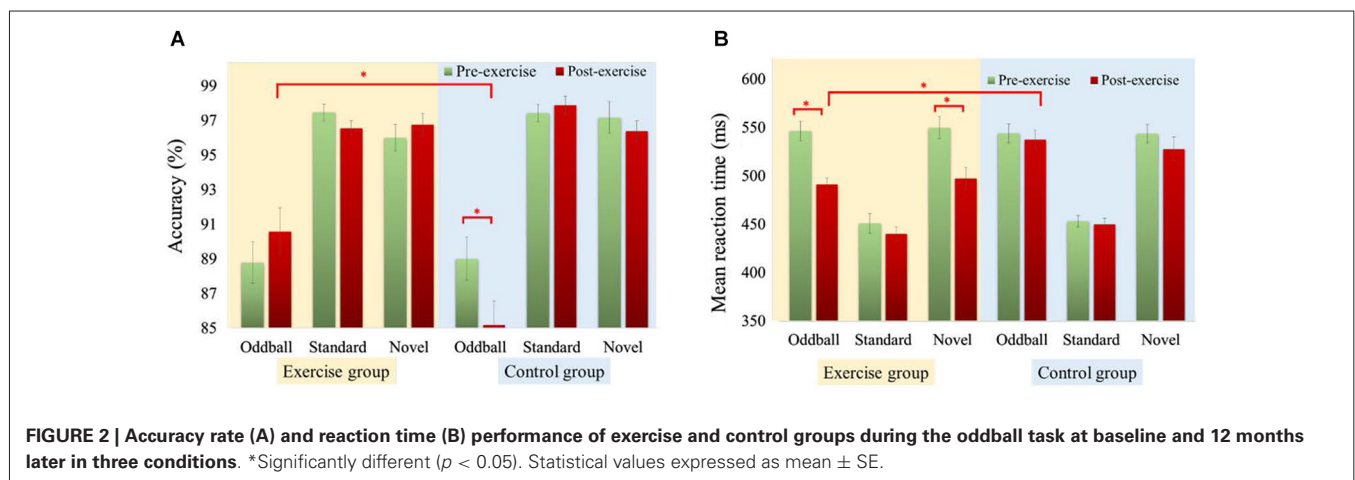 A
Accuracy (%)
99
97
95
93
91
89
87
85
*
*
Pre-exercise Post-exercise
Oddball Standard Novel Oddball Standard Novel
Exercise group Control group
B
Mean reaction time (ms)
600
550
500
450
400
350
*
*
*
Pre-exercise Post-exercise
Oddball Standard Novel Oddball Standard Novel
Exercise group Control group
FIGURE 2 | Accuracy rate (A) and reaction time (B) performance of exercise and control groups during the oddball task at baseline and 12 months
later in three conditions. *Significantly different (p < 0.05). Statistical values expressed as mean ± SE.